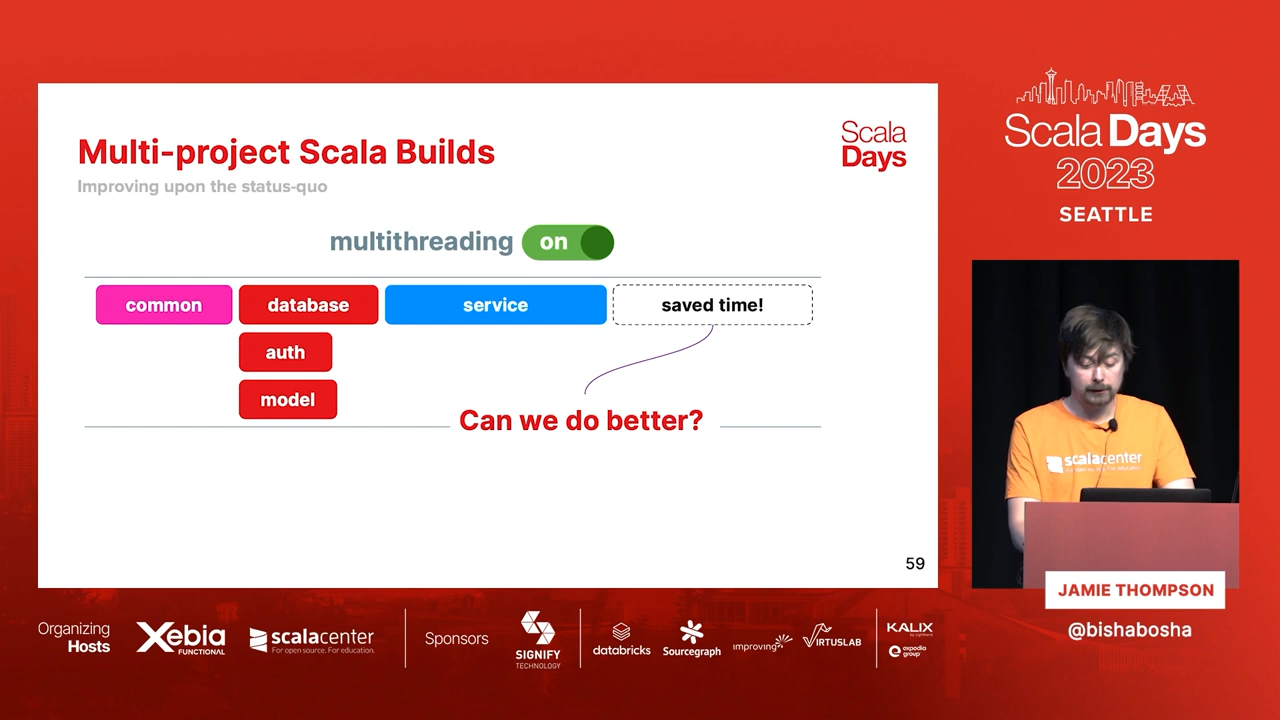 Multi-project Scala Builds
Improving upon the status-quo
Scala
Days
multithreading on
common database service saved time!
auth
model
Can we do better?
59
Scala Days
2023
SEATTLE
scalacenter
JAMIE THOMPSON
@bishabosha
Organizing
Hosts
Xebia
FUNCTIONAL
scalacenter
For open source. For education.
Sponsors
SIGNIFY
TECHNOLOGY
databricks
Sourcegraph
improving
VIRTUSLAB
KALIX
by Lightbend
expedia
group